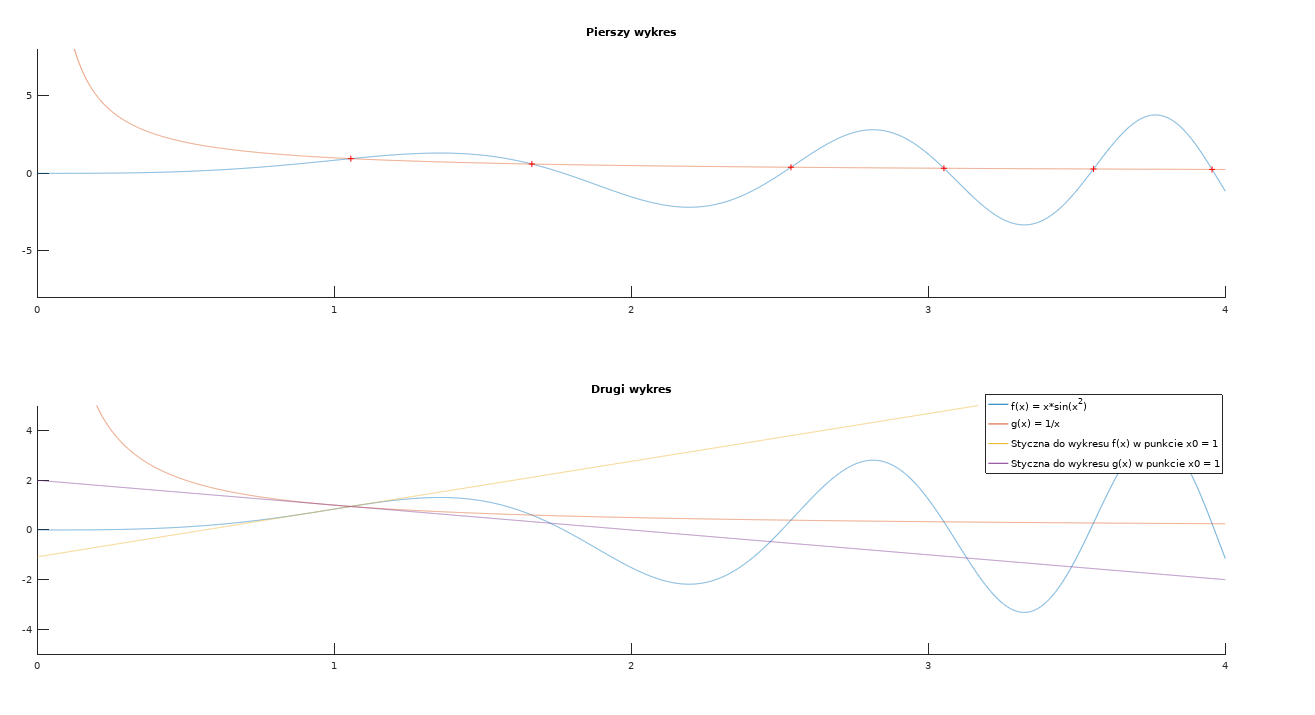 Pierszy wykres
5
0
-5
0 1 2 3 4
Drugi wykres
f(x) = x*sin(x²)
g(x) = 1/x
Styczna do wykresu f(x) w punkcie x0 = 1
Styczna do wykresu g(x) w punkcie x0 = 1
4
2
0
-2
-4
0 1 2 3 4